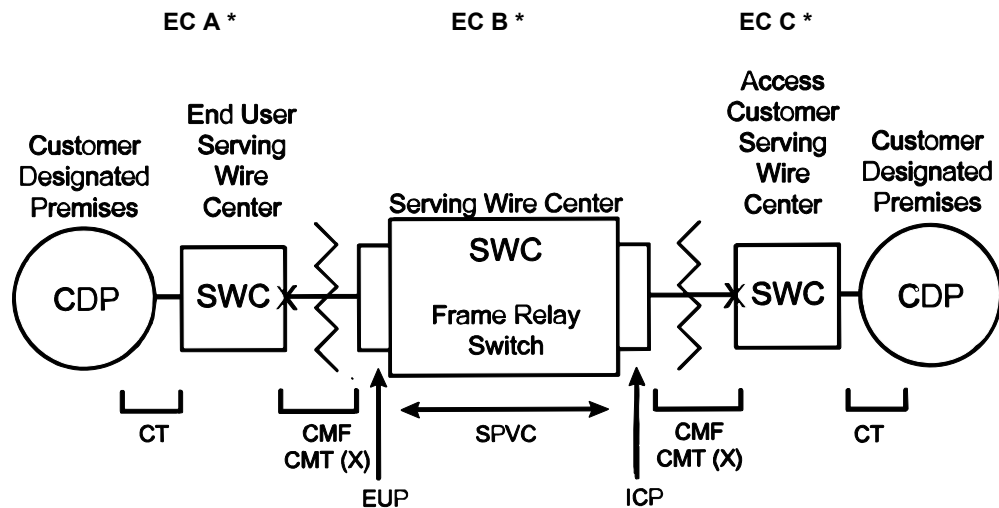 EC A *
EC B *
EC C *
Customer
Designated
Premises
End User
Serving
Wire
Center
Serving Wire Center
Access
Customer
Serving
Wire
Center
Customer
Designated
Premises
CDP
SWC
X
SWC
Frame Relay
Switch
X
SWC
CDP
CT
CMF
CMT (X)
SPVC
CMF
CMT (X)
CT
EUP
ICP